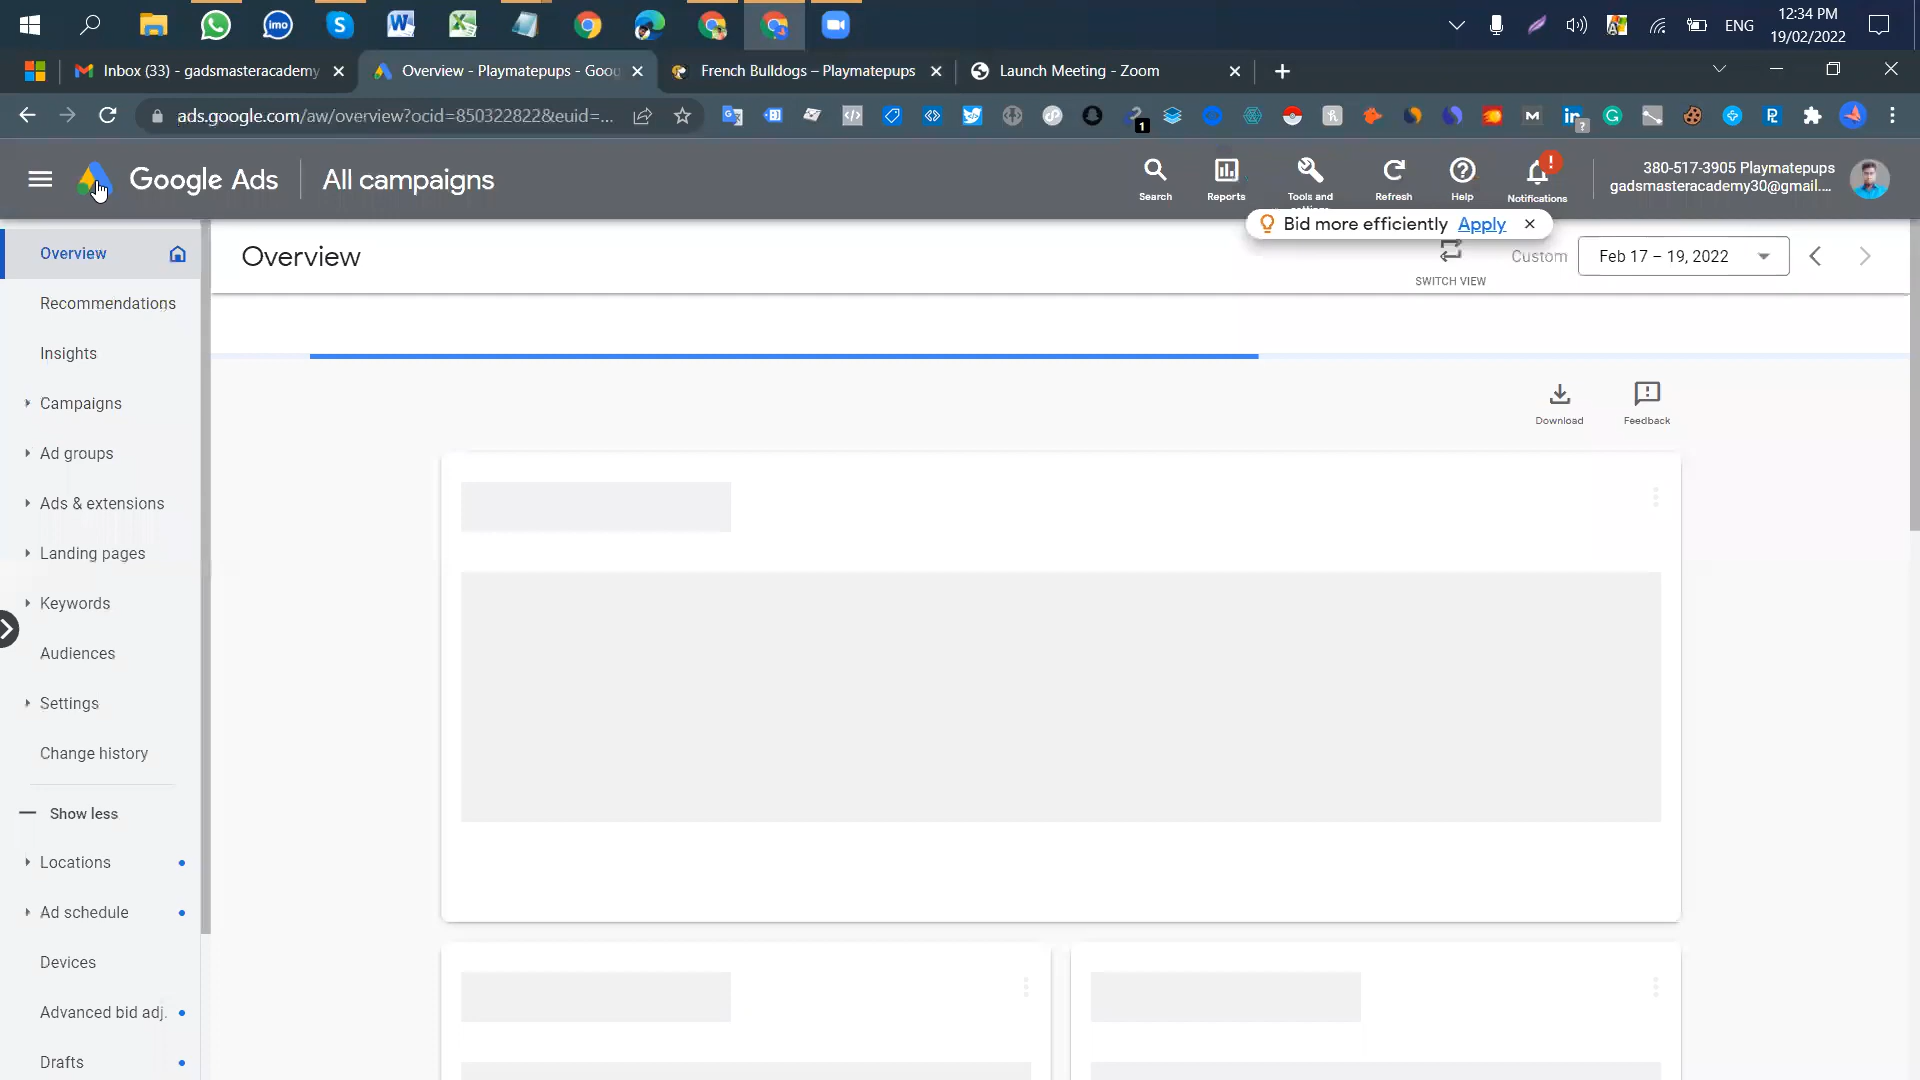 imo
ENG
12:34 PM
19/02/2022
Inbox (33) - gadsmasteracademy
Overview - Playmatepups - Goog
French Bulldogs – Playmatepups
Launch Meeting - Zoom
ads.google.com/aw/overview?ocid=850322822&euid=...
1
Google Ads
All campaigns
Search
Reports
Tools and
Refresh
Help
Notifications
380-517-3905 Playmatepups
gadsmasteracademy30@gmail....
Bid more efficiently Apply
Overview
SWITCH VIEW
Custom
Feb 17 – 19, 2022
Download
Feedback
Overview
Recommendations
Insights
Campaigns
Ad groups
Ads & extensions
Landing pages
Keywords
Audiences
Settings
Change history
Show less
Locations
Ad schedule
Devices
Advanced bid adj.
Drafts